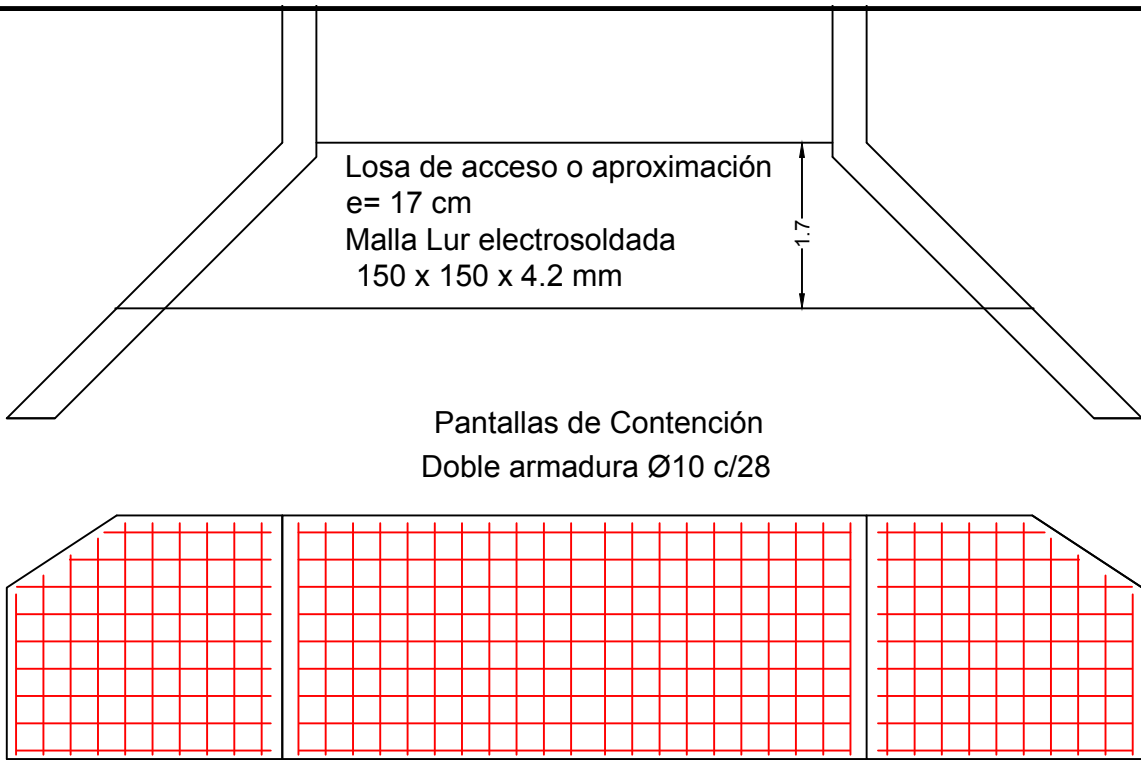 Losa de acceso o aproximación
e= 17 cm
Malla Lur electrosoldada
150 x 150 x 4.2 mm
1.7
Pantallas de Contención
Doble armadura Ø10 c/28